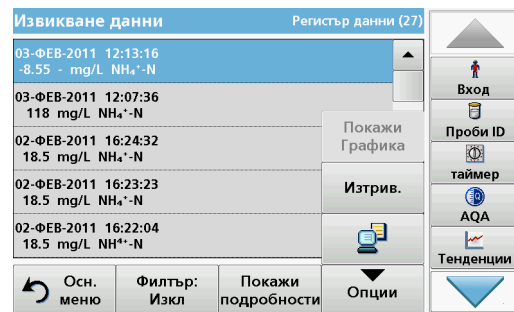 Извикване данни
Регистър данни (27)
03-ФЕВ-2011 12:13:16
-8.55 - mg/L NH₄⁺-N
03-ФЕВ-2011 12:07:36
118 mg/L NH₄⁺-N
02-ФЕВ-2011 16:24:32
18.5 mg/L NH₄⁺-N
02-ФЕВ-2011 16:23:23
18.5 mg/L NH₄⁺-N
02-ФЕВ-2011 16:22:04
18.5 mg/L NH⁴⁺-N
Покажи
Графика
Изтрив.
Осн.
меню
Филтър:
Изкл
Покажи
подробности
Опции
Вход
Проби ID
таймер
AQA
Тенденции